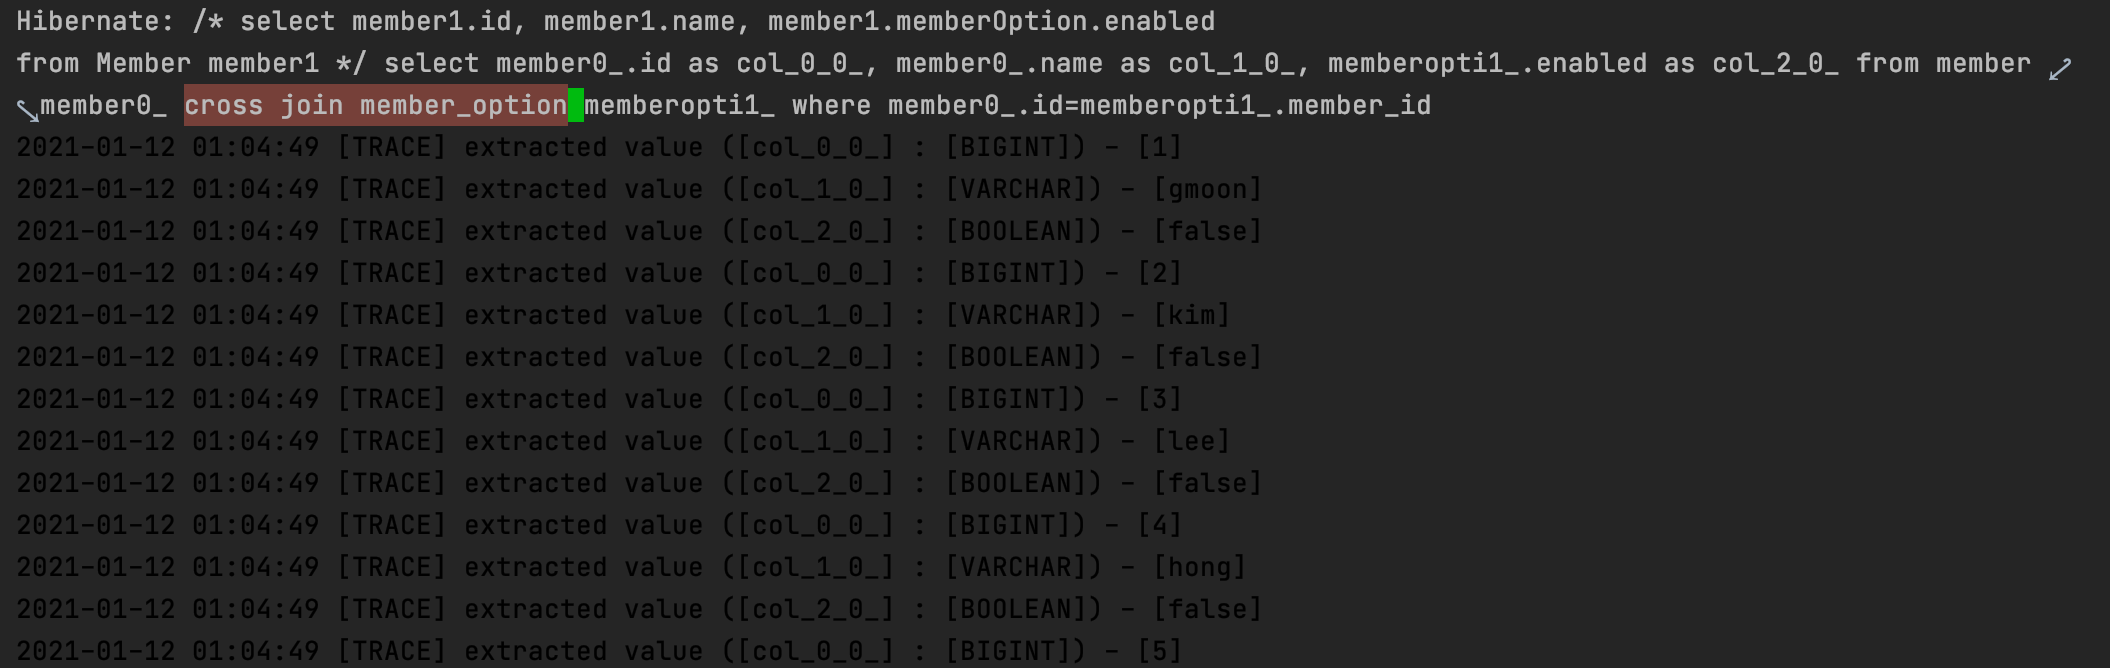 Hibernate: /* select member1.id, member1.name, member1.memberOption.enabled
from Member member1 */ select member0_.id as col_0_0_, member0_.name as col_1_0_, memberopti1_.enabled as col_2_0_ from member
member0_ cross join member_option memberopti1_ where member0_.id=memberopti1_.member_id
2021-01-12 01:04:49 [TRACE] extracted value ([col_0_0_] : [BIGINT]) - [1]
2021-01-12 01:04:49 [TRACE] extracted value ([col_1_0_] : [VARCHAR]) - [gmoon]
2021-01-12 01:04:49 [TRACE] extracted value ([col_2_0_] : [BOOLEAN]) - [false]
2021-01-12 01:04:49 [TRACE] extracted value ([col_0_0_] : [BIGINT]) - [2]
2021-01-12 01:04:49 [TRACE] extracted value ([col_1_0_] : [VARCHAR]) - [kim]
2021-01-12 01:04:49 [TRACE] extracted value ([col_2_0_] : [BOOLEAN]) - [false]
2021-01-12 01:04:49 [TRACE] extracted value ([col_0_0_] : [BIGINT]) - [3]
2021-01-12 01:04:49 [TRACE] extracted value ([col_1_0_] : [VARCHAR]) - [lee]
2021-01-12 01:04:49 [TRACE] extracted value ([col_2_0_] : [BOOLEAN]) - [false]
2021-01-12 01:04:49 [TRACE] extracted value ([col_0_0_] : [BIGINT]) - [4]
2021-01-12 01:04:49 [TRACE] extracted value ([col_1_0_] : [VARCHAR]) - [hong]
2021-01-12 01:04:49 [TRACE] extracted value ([col_2_0_] : [BOOLEAN]) - [false]
2021-01-12 01:04:49 [TRACE] extracted value ([col_0_0_] : [BIGINT]) - [5]